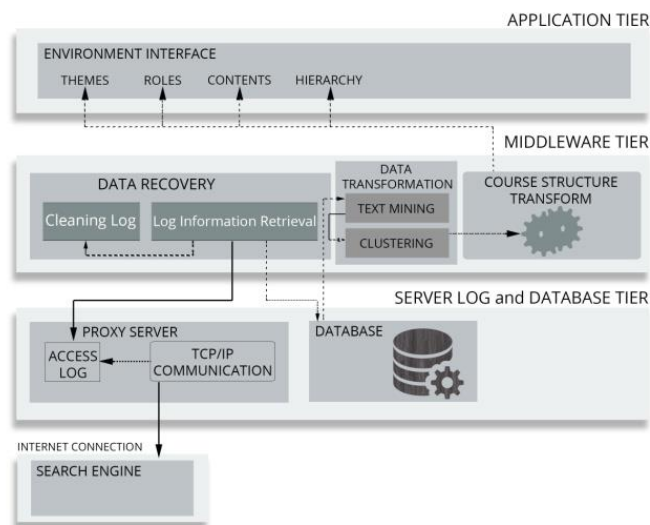 APPLICATION TIER
ENVIRONMENT INTERFACE
THEMES
ROLES
CONTENTS
HIERARCHY
MIDDLEWARE TIER
DATA RECOVERY
Cleaning Log
Log Information Retrieval
DATA
TRANSFORMATION
TEXT MINING
CLUSTERING
COURSE STRUCTURE
TRANSFORM
SERVER LOG and DATABASE TIER
PROXY SERVER
ACCESS
LOG
TCP/IP
COMMUNICATION
DATABASE
INTERNET CONNECTION
SEARCH ENGINE